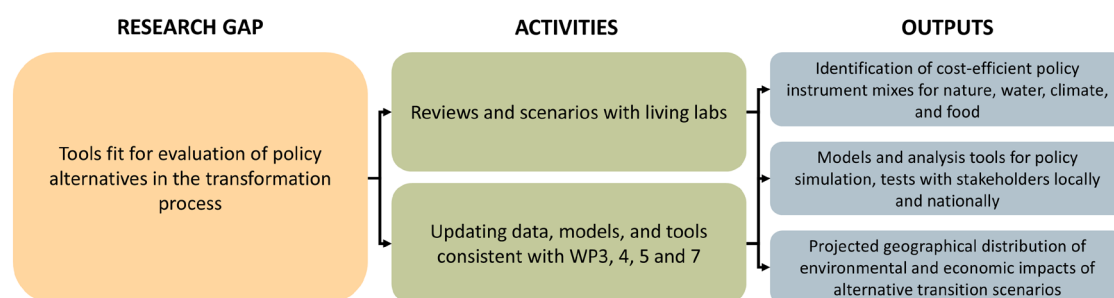 RESEARCH GAP
ACTIVITIES
OUTPUTS
Tools fit for evaluation of policy
alternatives in the transformation
process
Reviews and scenarios with living labs
Updating data, models, and tools
consistent with WP3, 4, 5 and 7
Identification of cost-efficient policy
instrument mixes for nature, water, climate,
and food
Models and analysis tools for policy
simulation, tests with stakeholders locally
and nationally
Projected geographical distribution of
environmental and economic impacts of
alternative transition scenarios